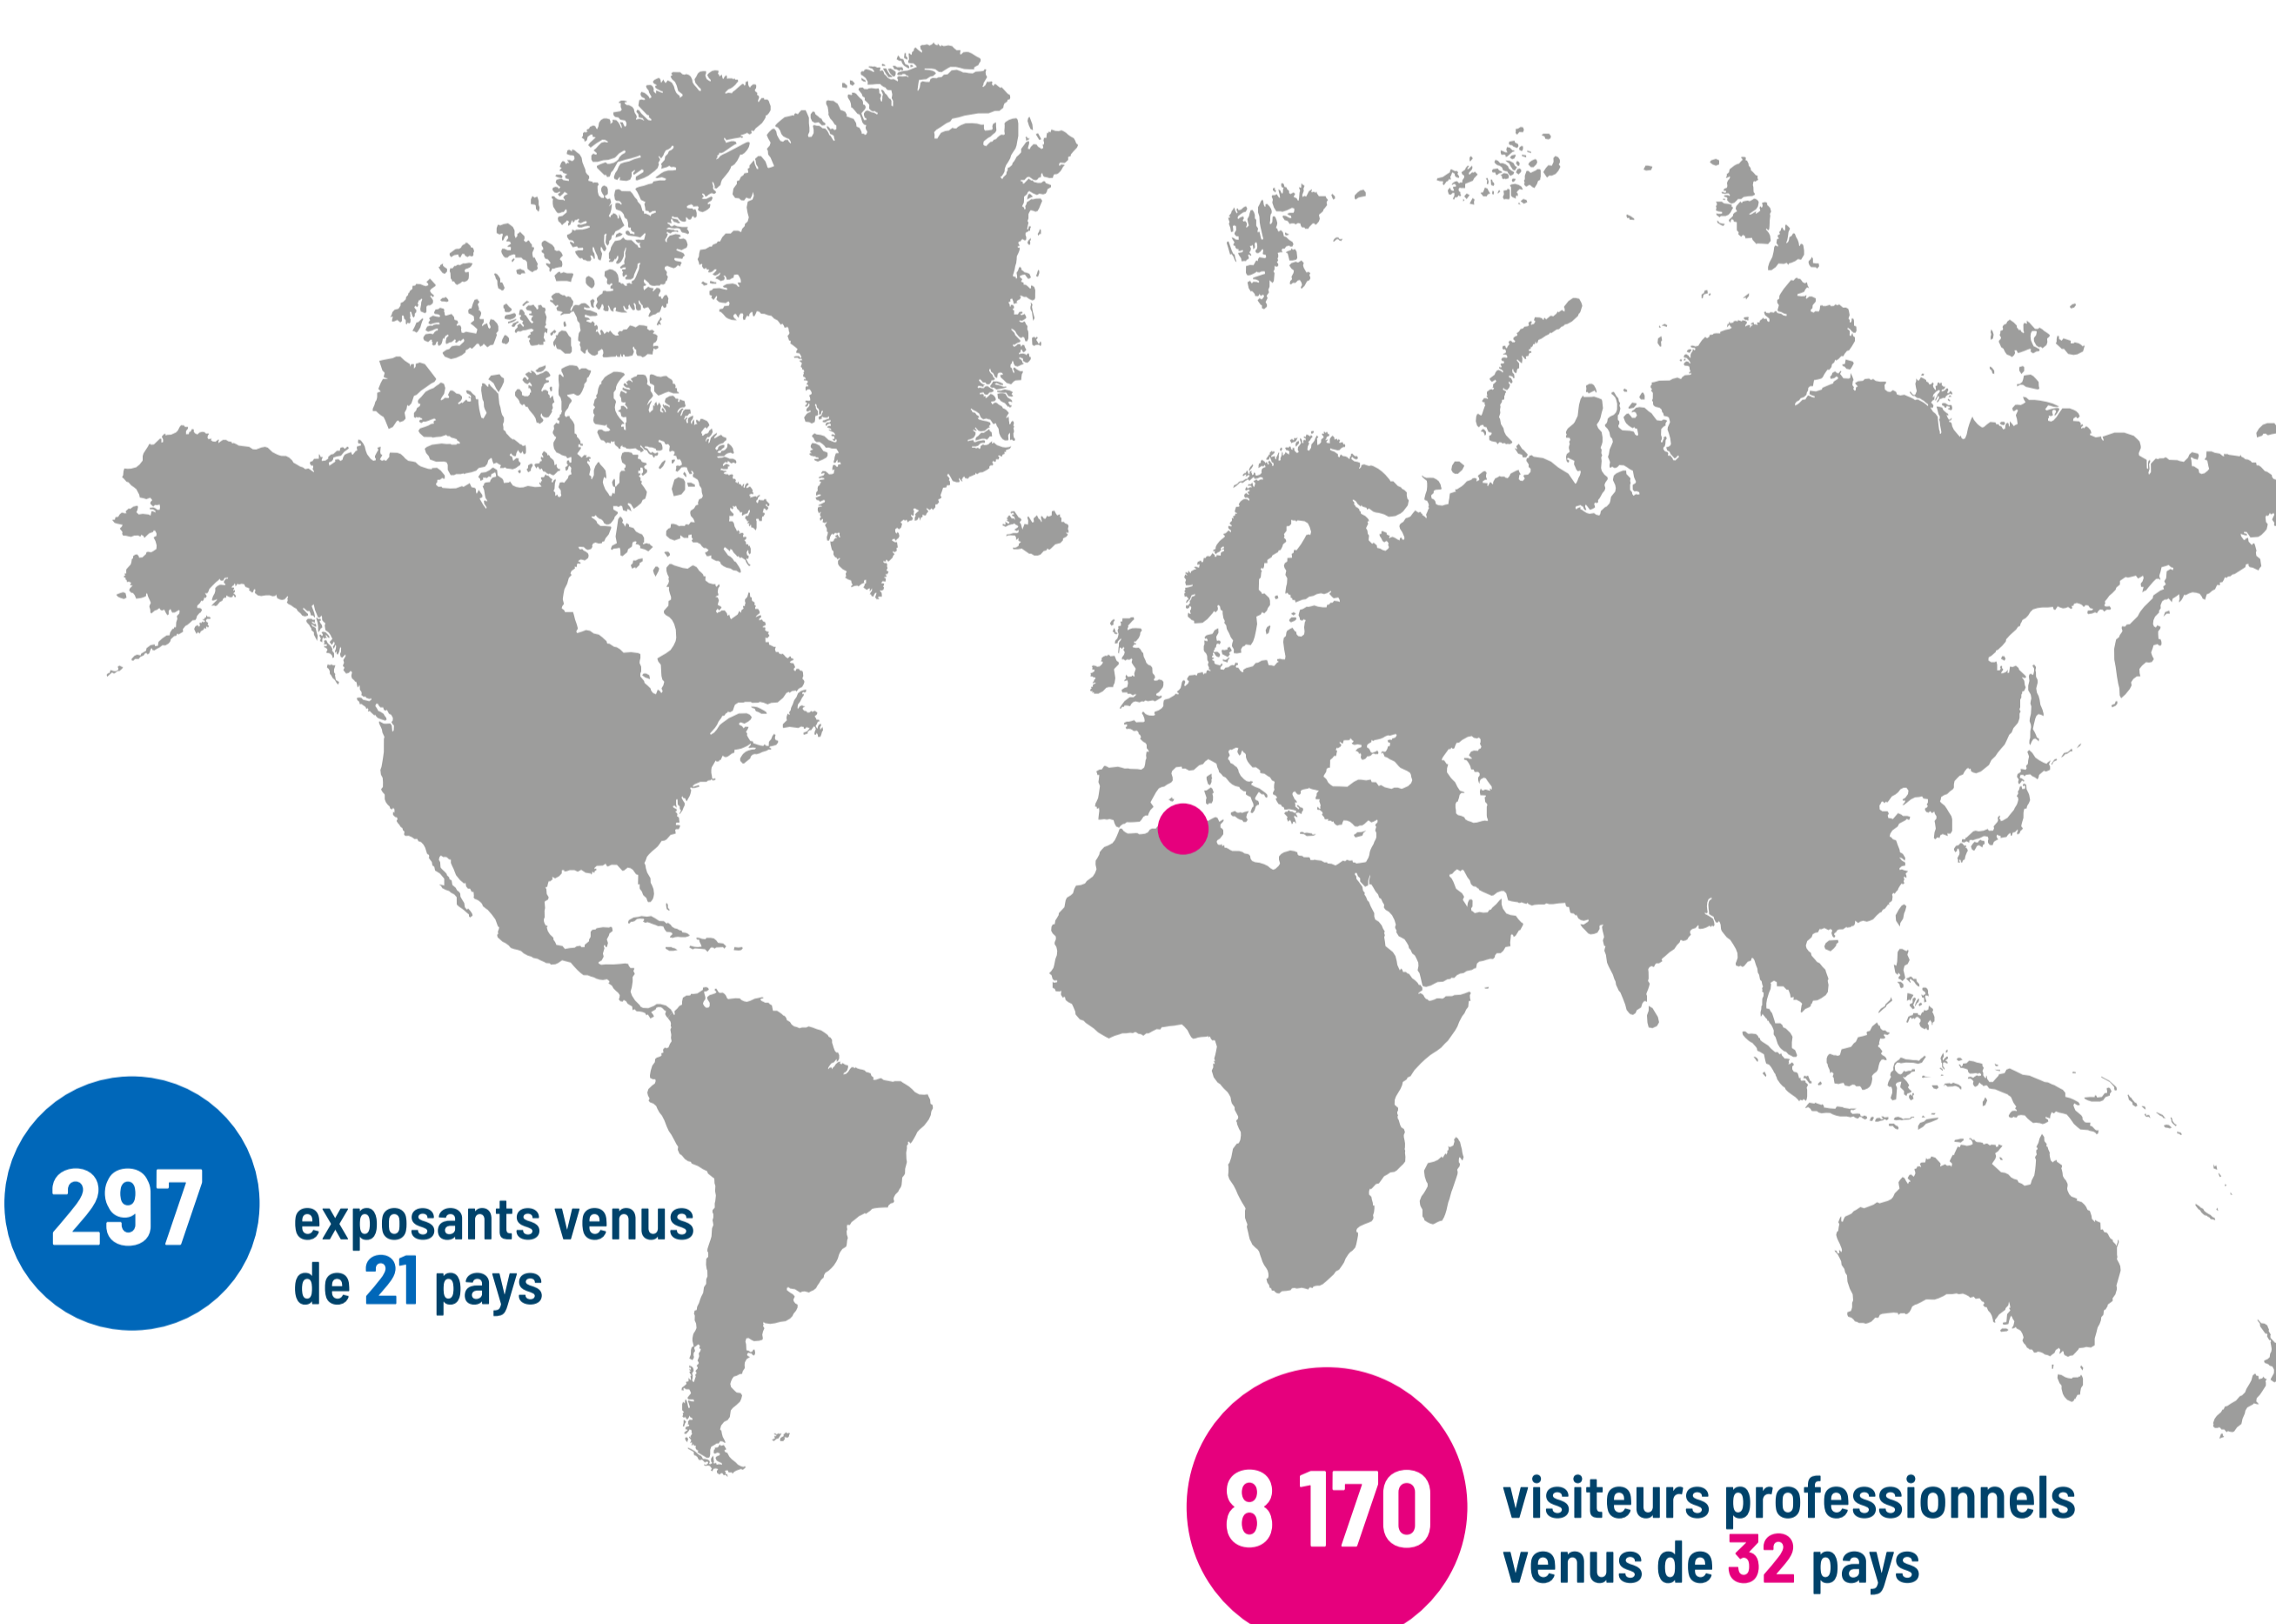 297
exposants venus
de 21 pays
8 170
visiteurs professionnels
venus de 32 pays